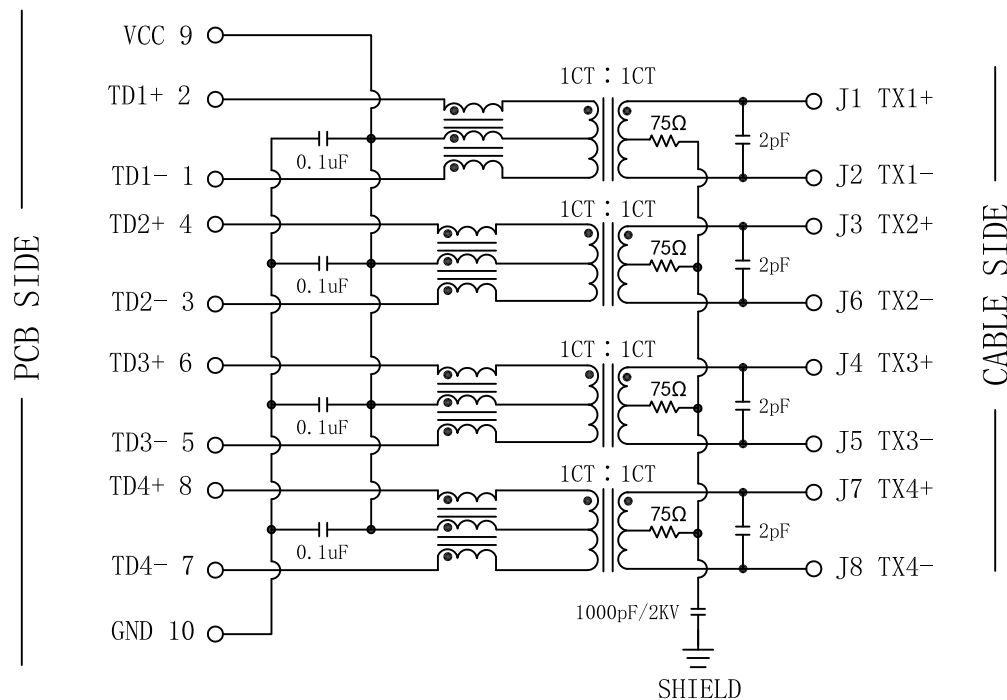 PCB SIDE
CABLE SIDE
VCC 9
1CT : 1CT
TD1+ 2
J1 TX1+
75Ω
2pF
0.1uF
TD1- 1
J2 TX1-
1CT : 1CT
TD2+ 4
J3 TX2+
75Ω
2pF
0.1uF
TD2- 3
J6 TX2-
1CT : 1CT
TD3+ 6
J4 TX3+
75Ω
2pF
0.1uF
TD3- 5
J5 TX3-
1CT : 1CT
TD4+ 8
J7 TX4+
75Ω
2pF
0.1uF
TD4- 7
J8 TX4-
1000pF/2KV
GND 10
SHIELD